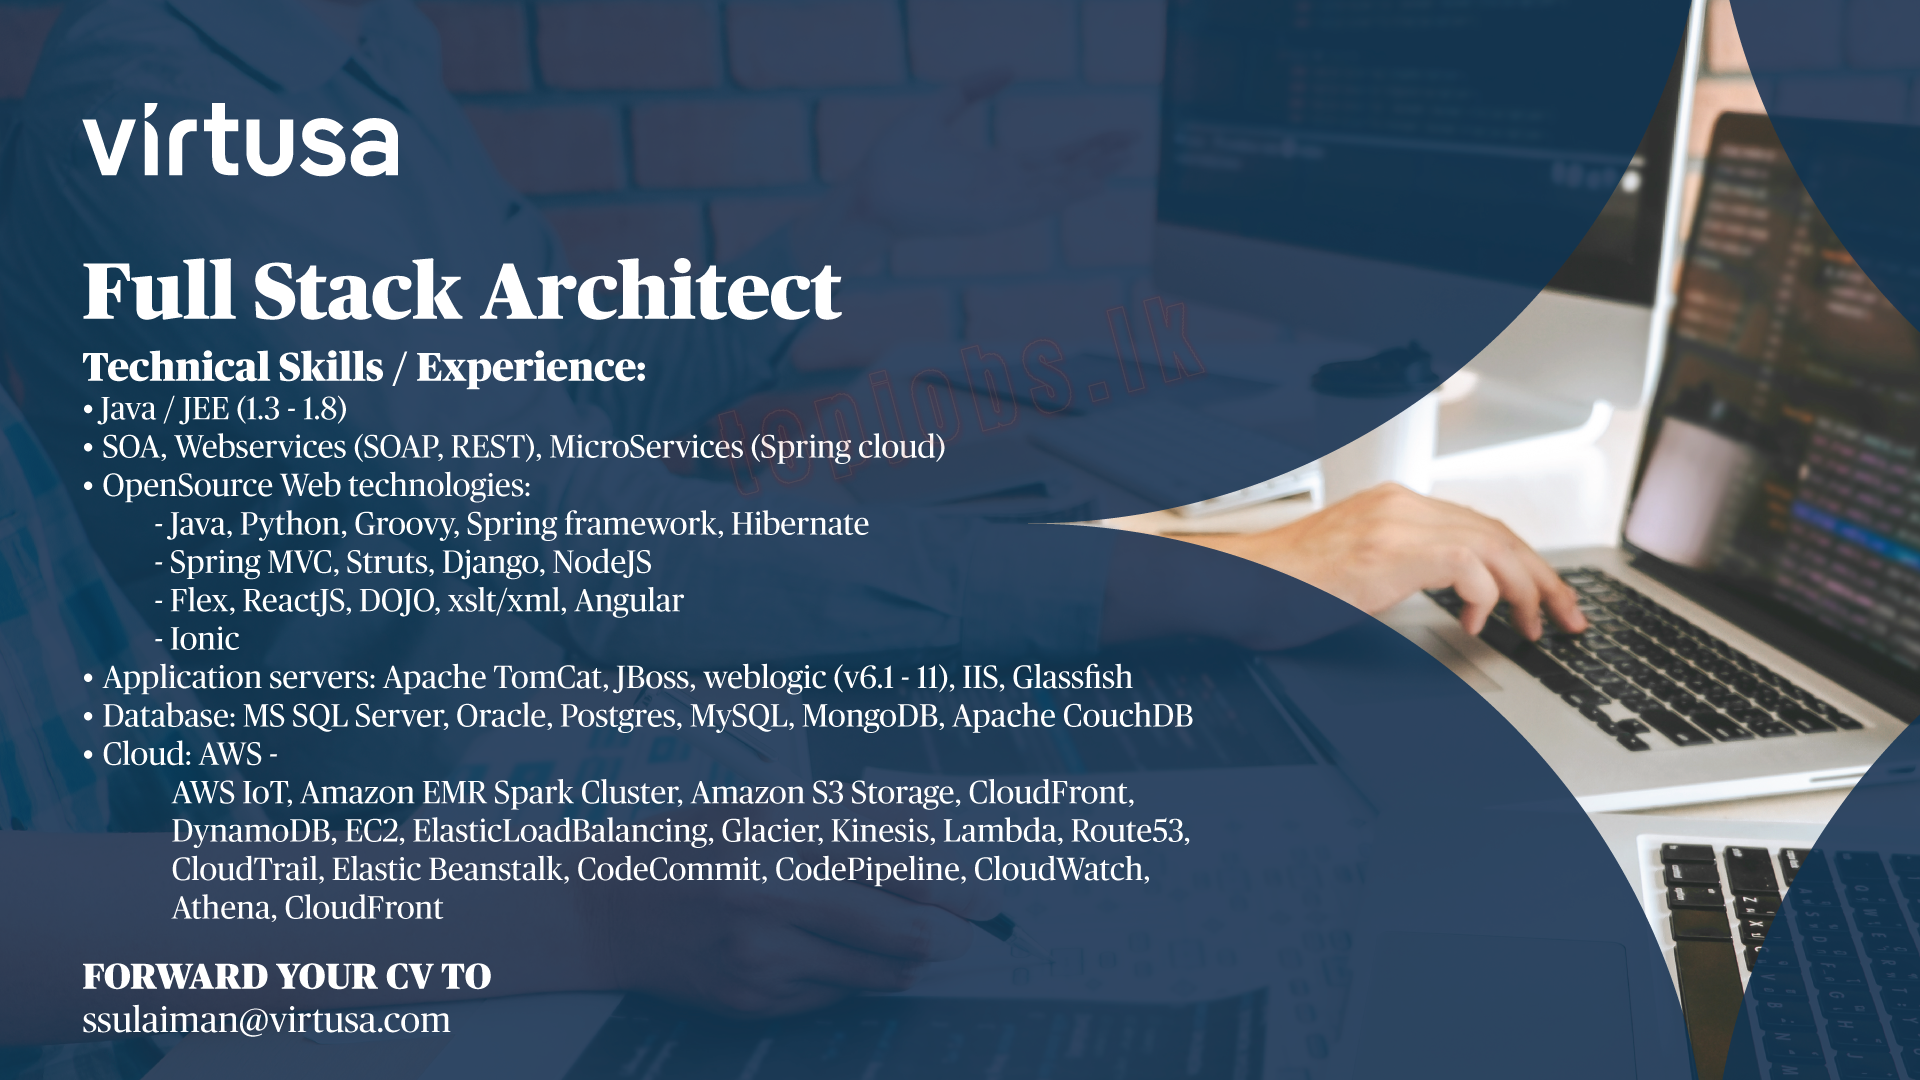 virtusa
Full Stack Architect
Technical Skills / Experience:
• Java / JEE (1.3 - 1.8)
• SOA, Webservices (SOAP, REST), MicroServices (Spring cloud)
• OpenSource Web technologies:
- Java, Python, Groovy, Spring framework, Hibernate
- Spring MVC, Struts, Django, NodeJS
- Flex, ReactJS, DOJO, xslt/xml, Angular
- Ionic
• Application servers: Apache TomCat, JBoss, weblogic (v6.1 - 11), IIS, Glassfish
• Database: MS SQL Server, Oracle, Postgres, MySQL, MongoDB, Apache CouchDB
• Cloud: AWS -
AWS IoT, Amazon EMR Spark Cluster, Amazon S3 Storage, CloudFront,
DynamoDB, EC2, ElasticLoadBalancing, Glacier, Kinesis, Lambda, Route53,
CloudTrail, Elastic Beanstalk, CodeCommit, CodePipeline, CloudWatch,
Athena, CloudFront
FORWARD YOUR CV TO
ssulaiman@virtusa.com
topjobs.lk